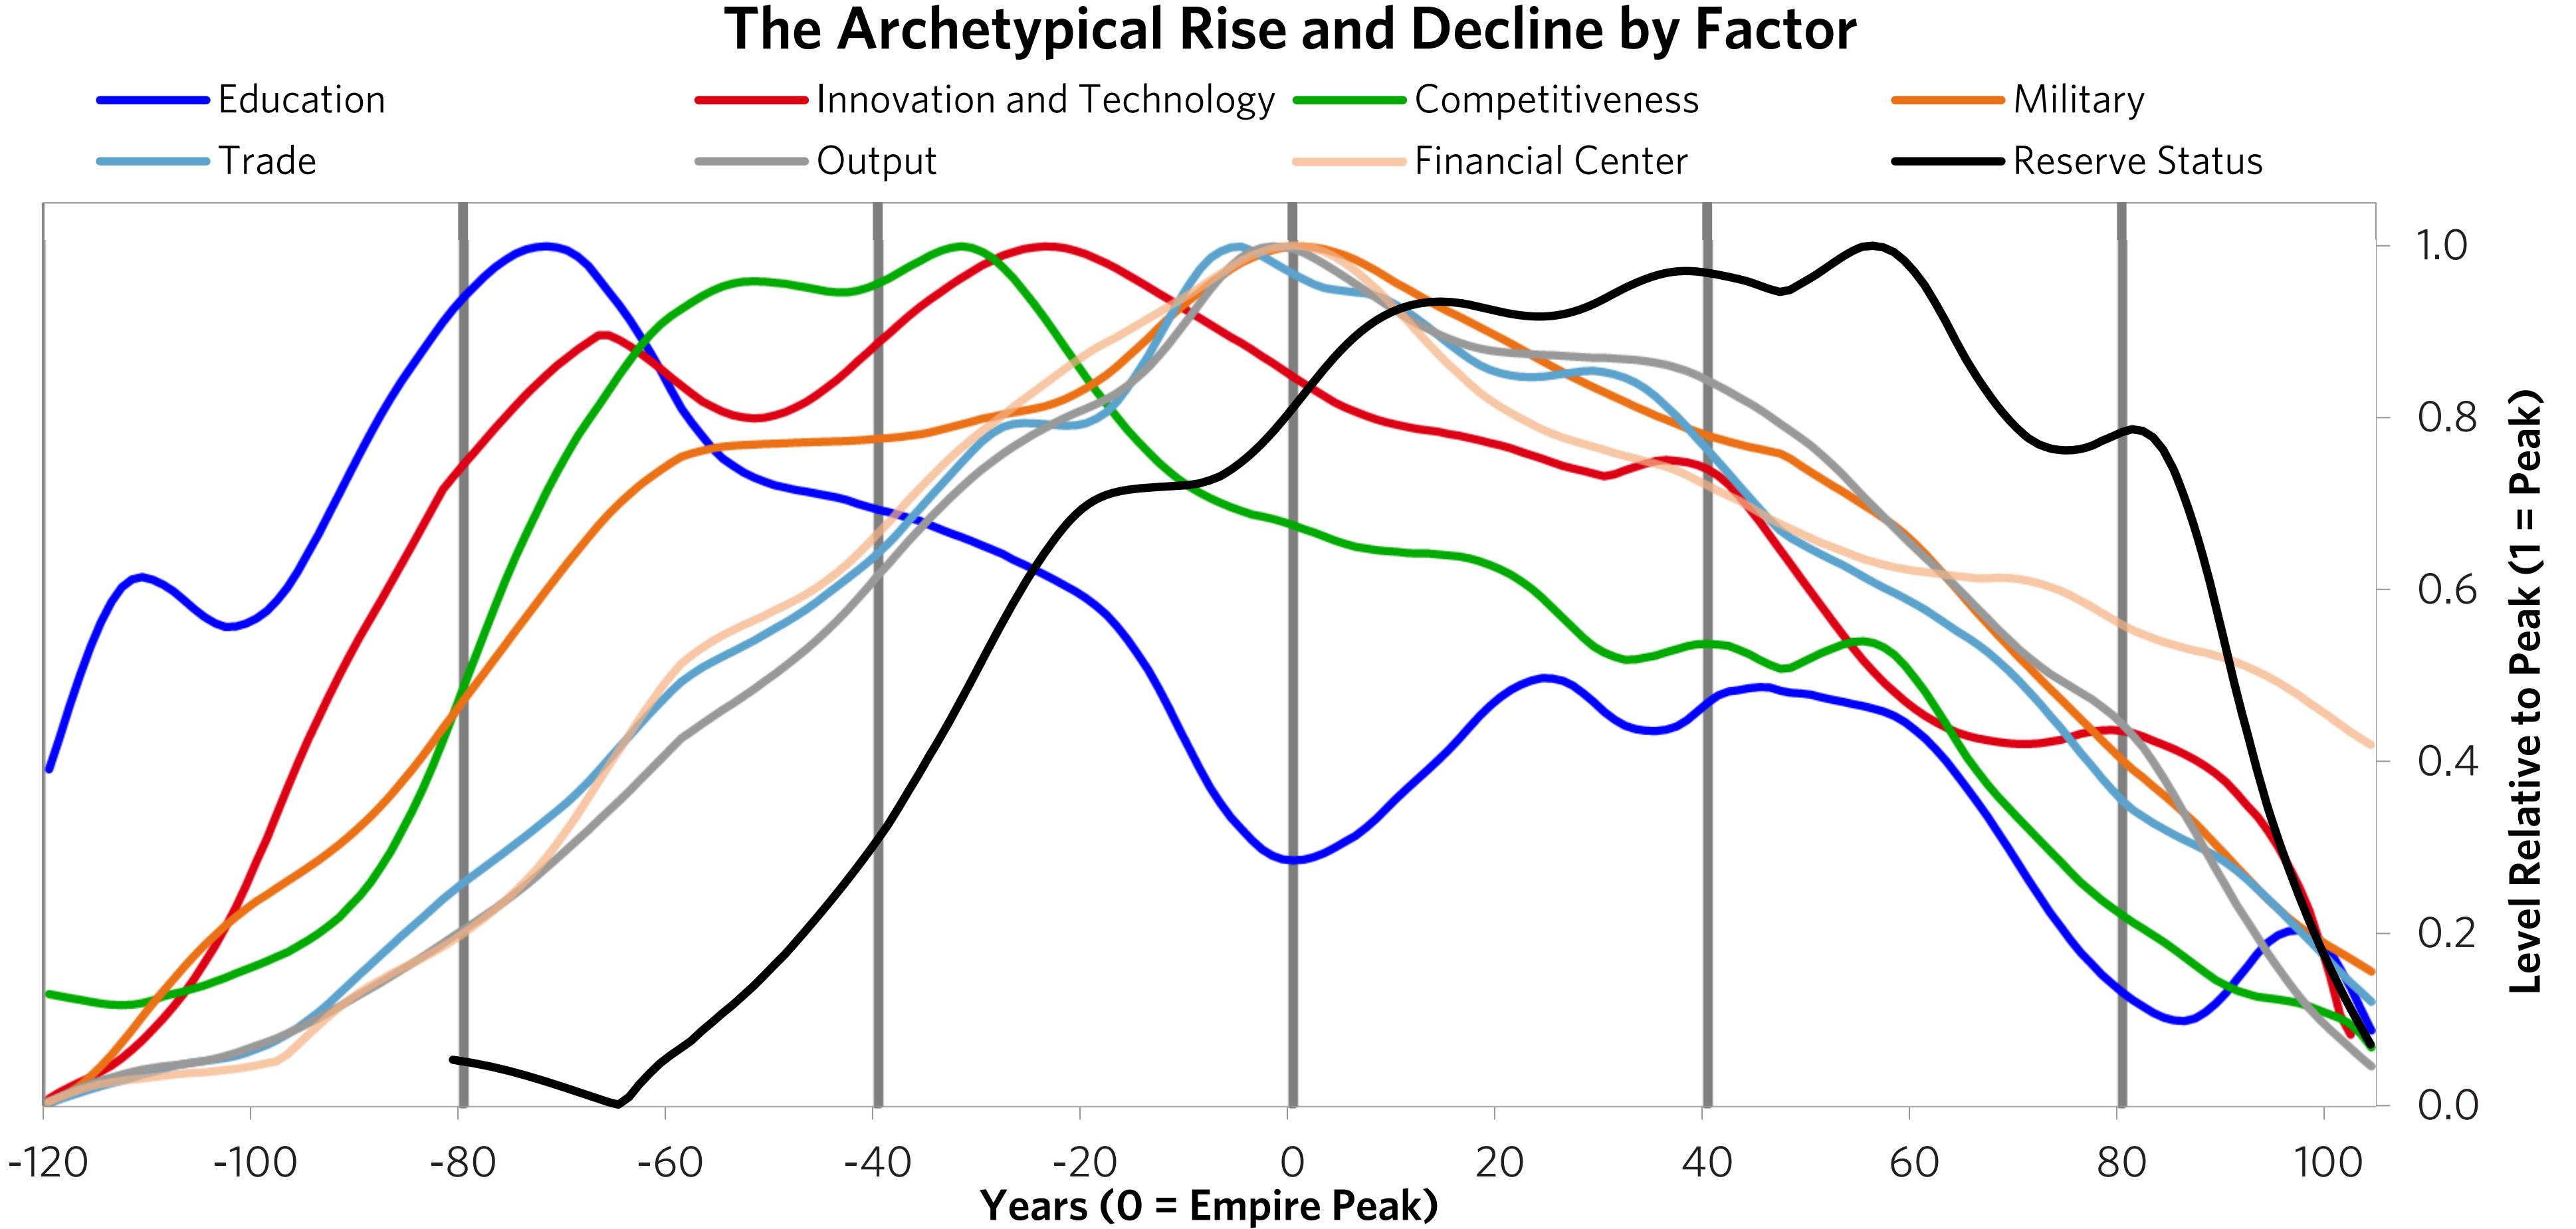 The Archetypical Rise and Decline by Factor
Education Innovation and Technology Competitiveness Military
Trade Output Financial Center Reserve Status
1.0
0.8
0.6
0.4
0.2
0.0
Level Relative to Peak (1 = Peak)
-120 -100 -80 -60 -40 -20 0 20 40 60 80 100
Years (0 = Empire Peak)